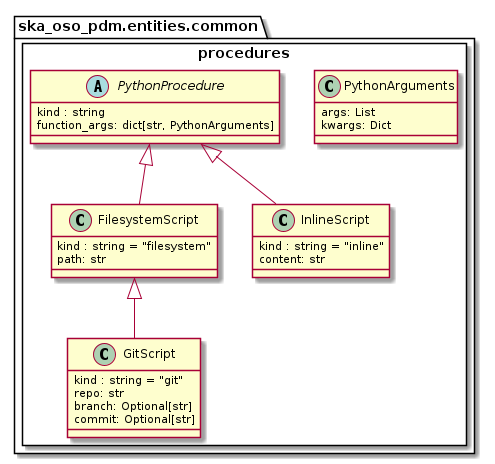 ska_oso_pdm.entities.common
procedures
A PythonProcedure
kind : string
function_args: dict[str, PythonArguments]
C PythonArguments
args: List
kwargs: Dict
C FilesystemScript
kind : string = "filesystem"
path: str
C InlineScript
kind : string = "inline"
content: str
C GitScript
kind : string = "git"
repo: str
branch: Optional[str]
commit: Optional[str]